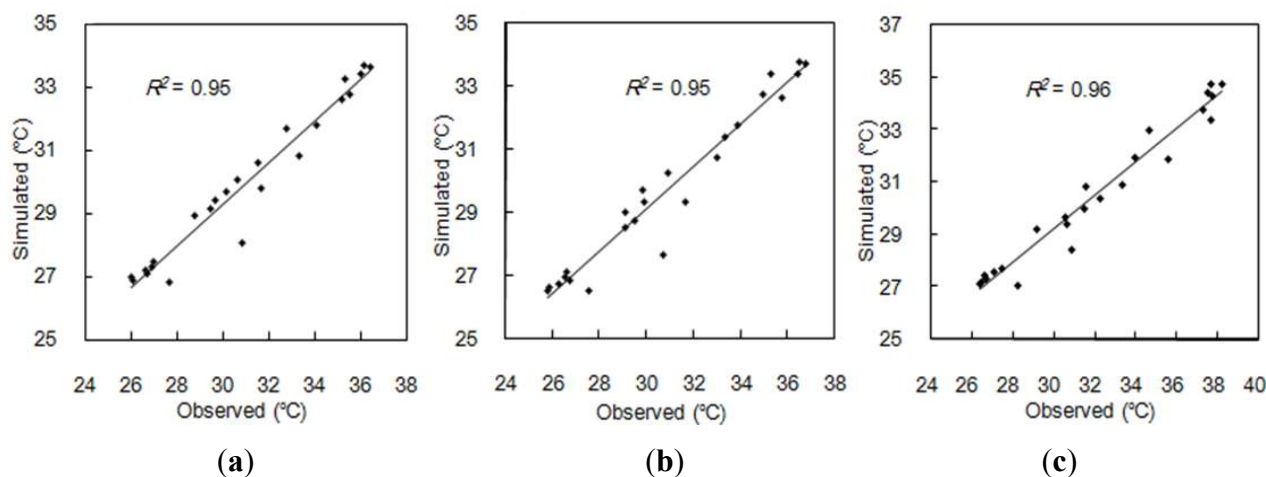 35
33
31
29
27
25
Simulated (°C)
R² = 0.95
24 26 28 30 32 34 36 38
Observed (°C)
(a)
35
33
31
29
27
25
Simulated (°C)
R² = 0.95
24 26 28 30 32 34 36 38
Observed (°C)
(b)
37
35
33
31
29
27
25
Simulated (°C)
R² = 0.96
24 26 28 30 32 34 36 38 40
Observed (°C)
(c)